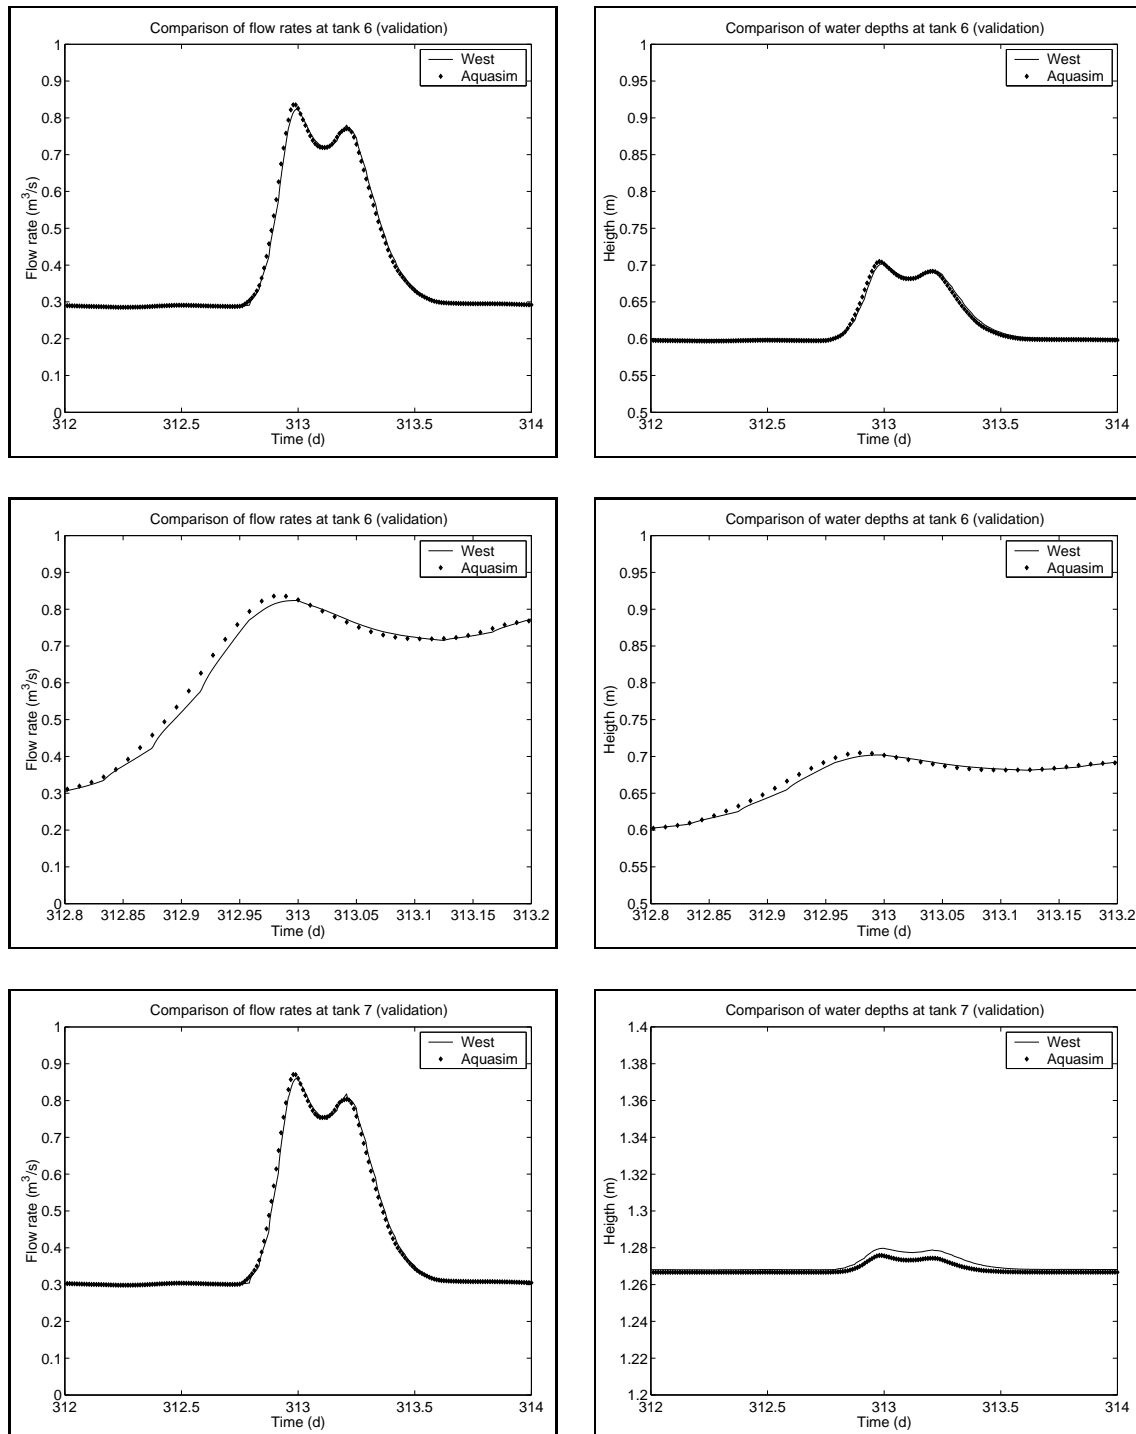 Comparison of flow rates at tank 6 (validation)
1
0.9
0.8
0.7
0.6
0.5
0.4
0.3
0.2
0.1
0
Flow rate (m³/s)
West
Aquasim
312 312.5 313 313.5 314
Time (d)
Comparison of water depths at tank 6 (validation)
1
0.95
0.9
0.85
0.8
0.75
0.7
0.65
0.6
0.55
0.5
Heigth (m)
West
Aquasim
312 312.5 313 313.5 314
Time (d)
Comparison of flow rates at tank 6 (validation)
1
0.9
0.8
0.7
0.6
0.5
0.4
0.3
0.2
0.1
0
Flow rate (m³/s)
West
Aquasim
312.8 312.85 312.9 312.95 313 313.05 313.1 313.15 313.2
Time (d)
Comparison of water depths at tank 6 (validation)
1
0.95
0.9
0.85
0.8
0.75
0.7
0.65
0.6
0.55
0.5
Heigth (m)
West
Aquasim
312.8 312.85 312.9 312.95 313 313.05 313.1 313.15 313.2
Time (d)
Comparison of flow rates at tank 7 (validation)
1
0.9
0.8
0.7
0.6
0.5
0.4
0.3
0.2
0.1
0
Flow rate (m³/s)
West
Aquasim
312 312.5 313 313.5 314
Time (d)
Comparison of water depths at tank 7 (validation)
1.4
1.38
1.36
1.34
1.32
1.3
1.28
1.26
1.24
1.22
1.2
Heigth (m)
West
Aquasim
312 312.5 313 313.5 314
Time (d)